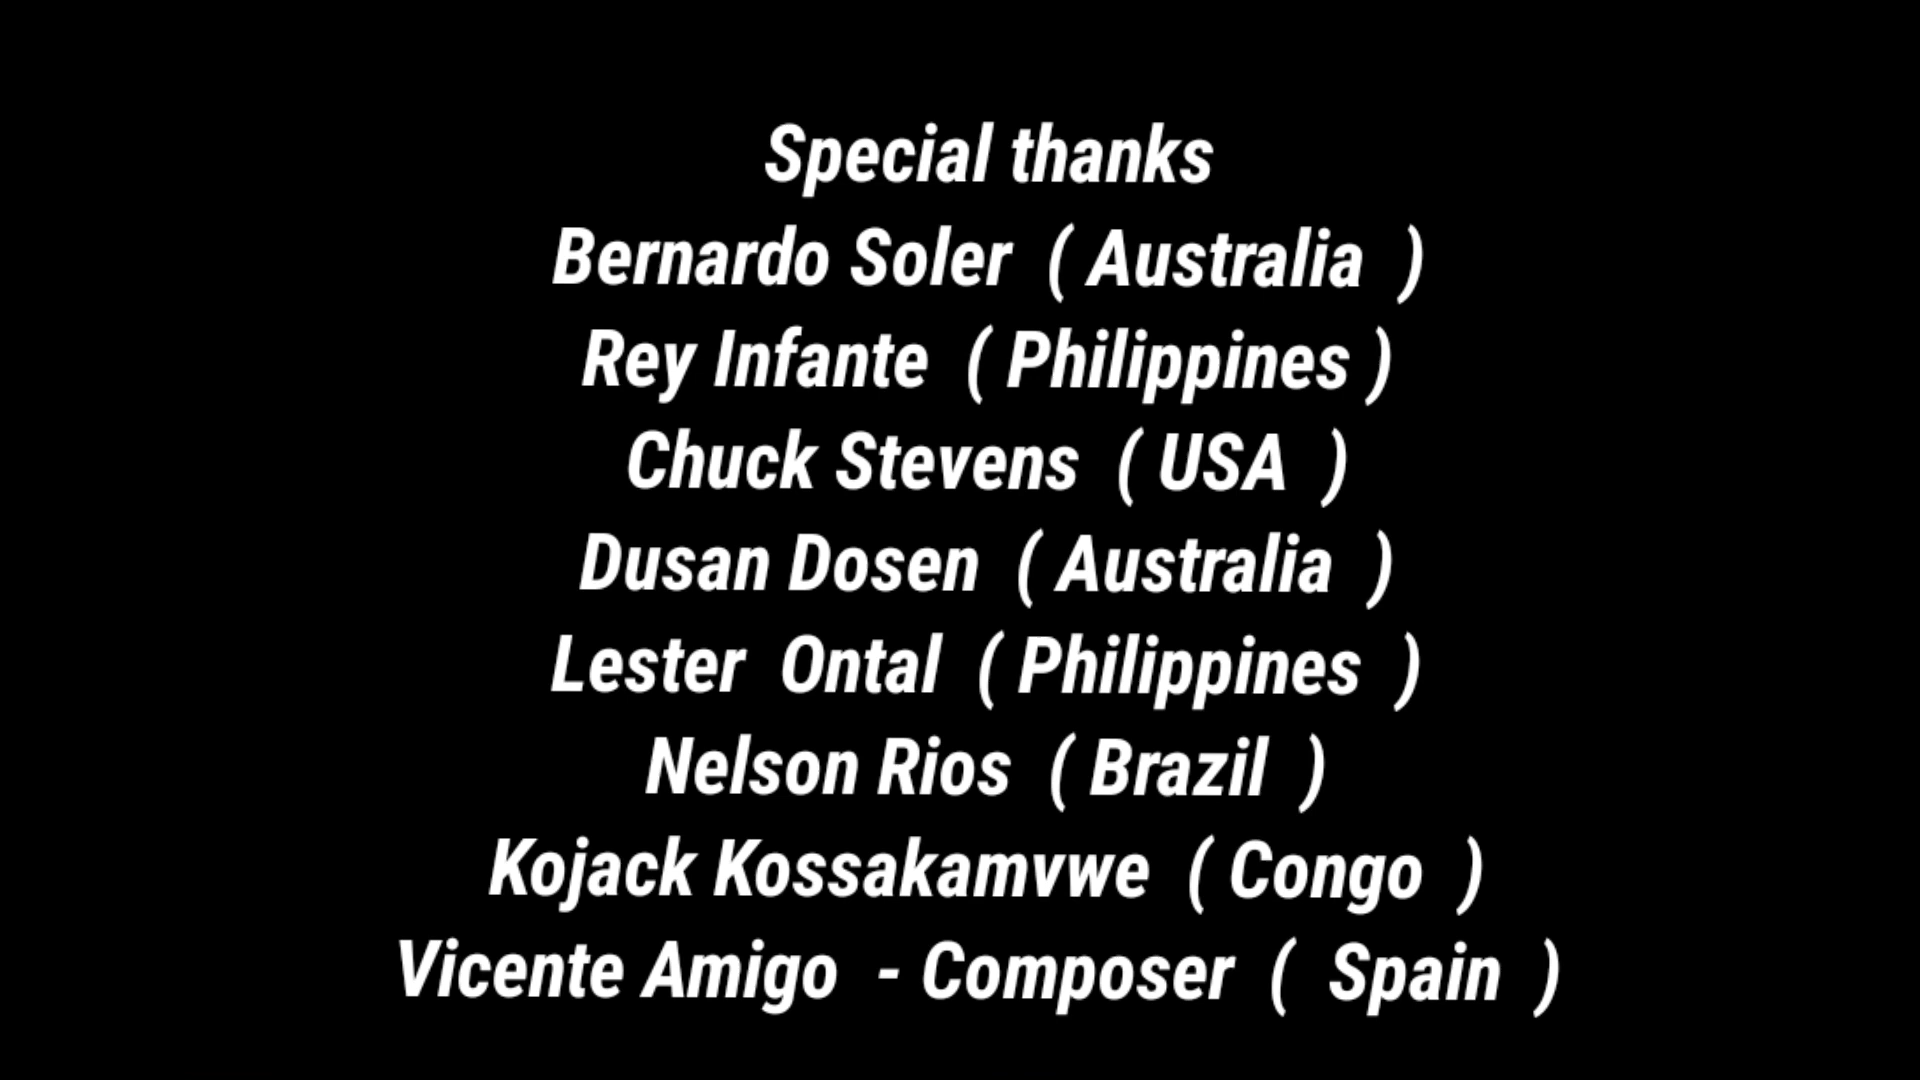 Special thanks
Bernardo Soler ( Australia )
Rey Infante ( Philippines )
Chuck Stevens ( USA )
Dusan Dosen ( Australia )
Lester Ontal ( Philippines )
Nelson Rios ( Brazil )
Kojack Kossakamvwe ( Congo )
Vicente Amigo - Composer ( Spain )